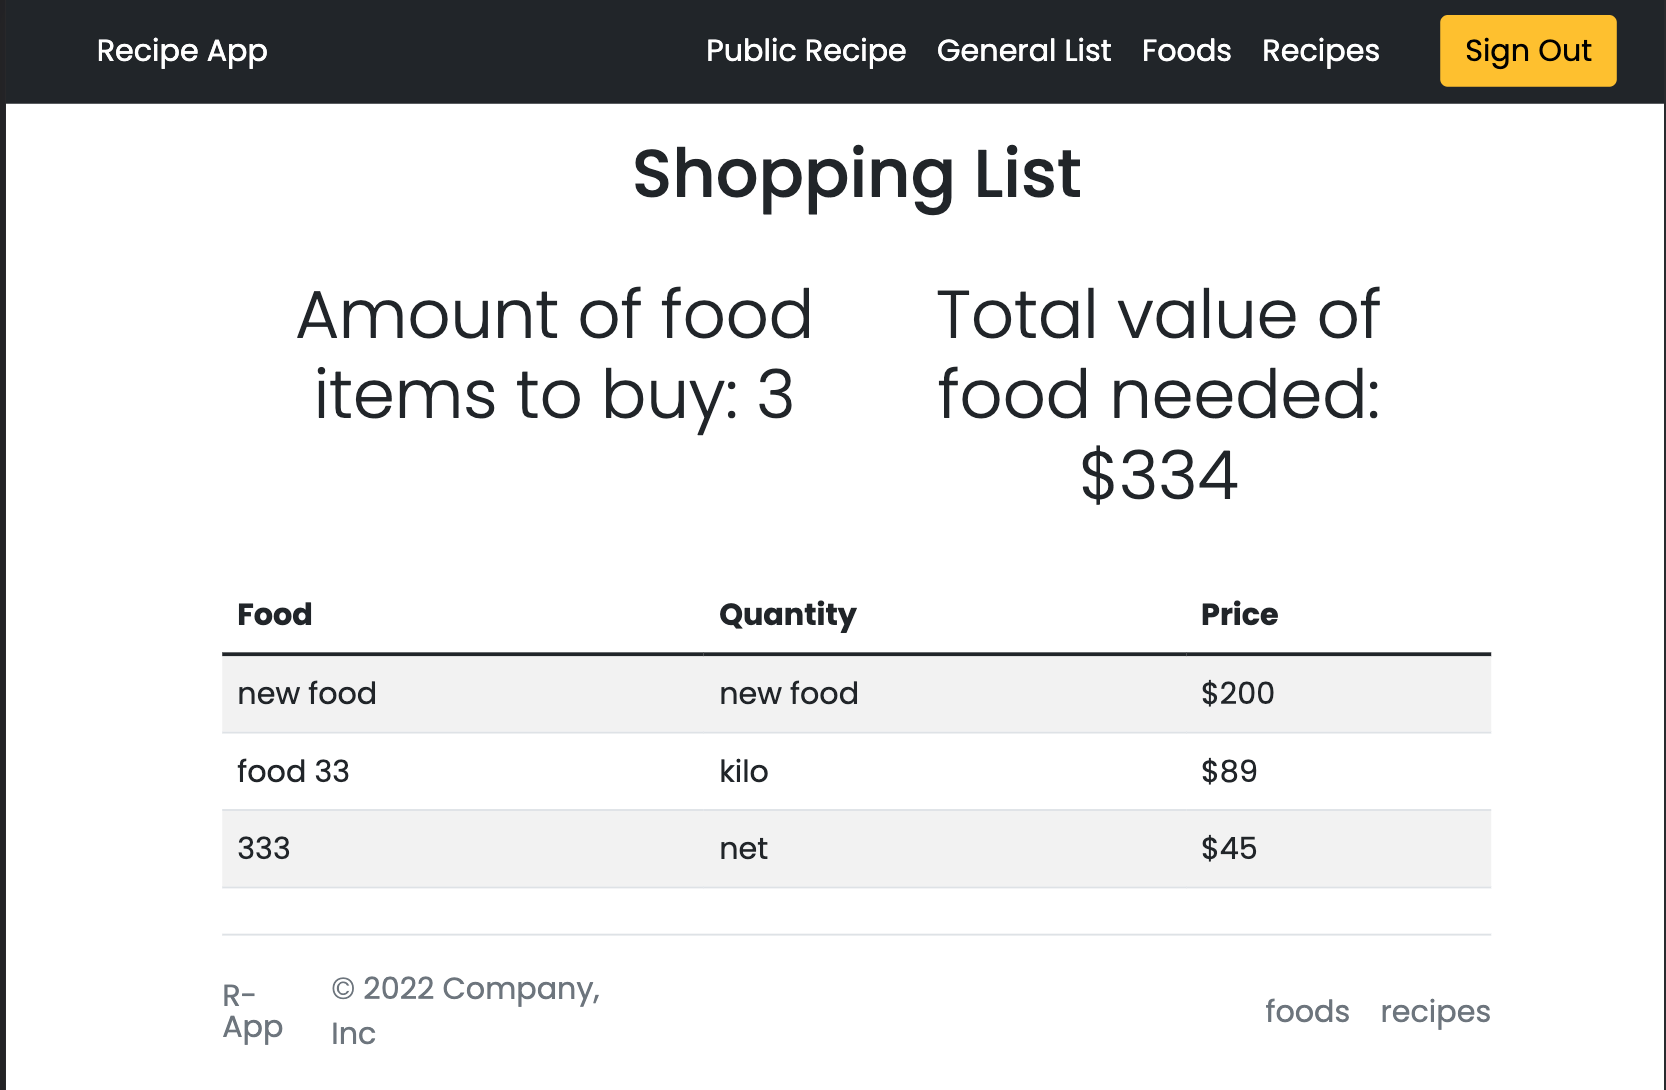 Recipe App Public Recipe General List Foods Recipes Sign Out
Shopping List
Amount of food
items to buy: 3
Total value of
food needed:
$334
Food Quantity Price
new food new food $200
food 33 kilo $89
333 net $45
R-
App
© 2022 Company,
Inc
foods recipes